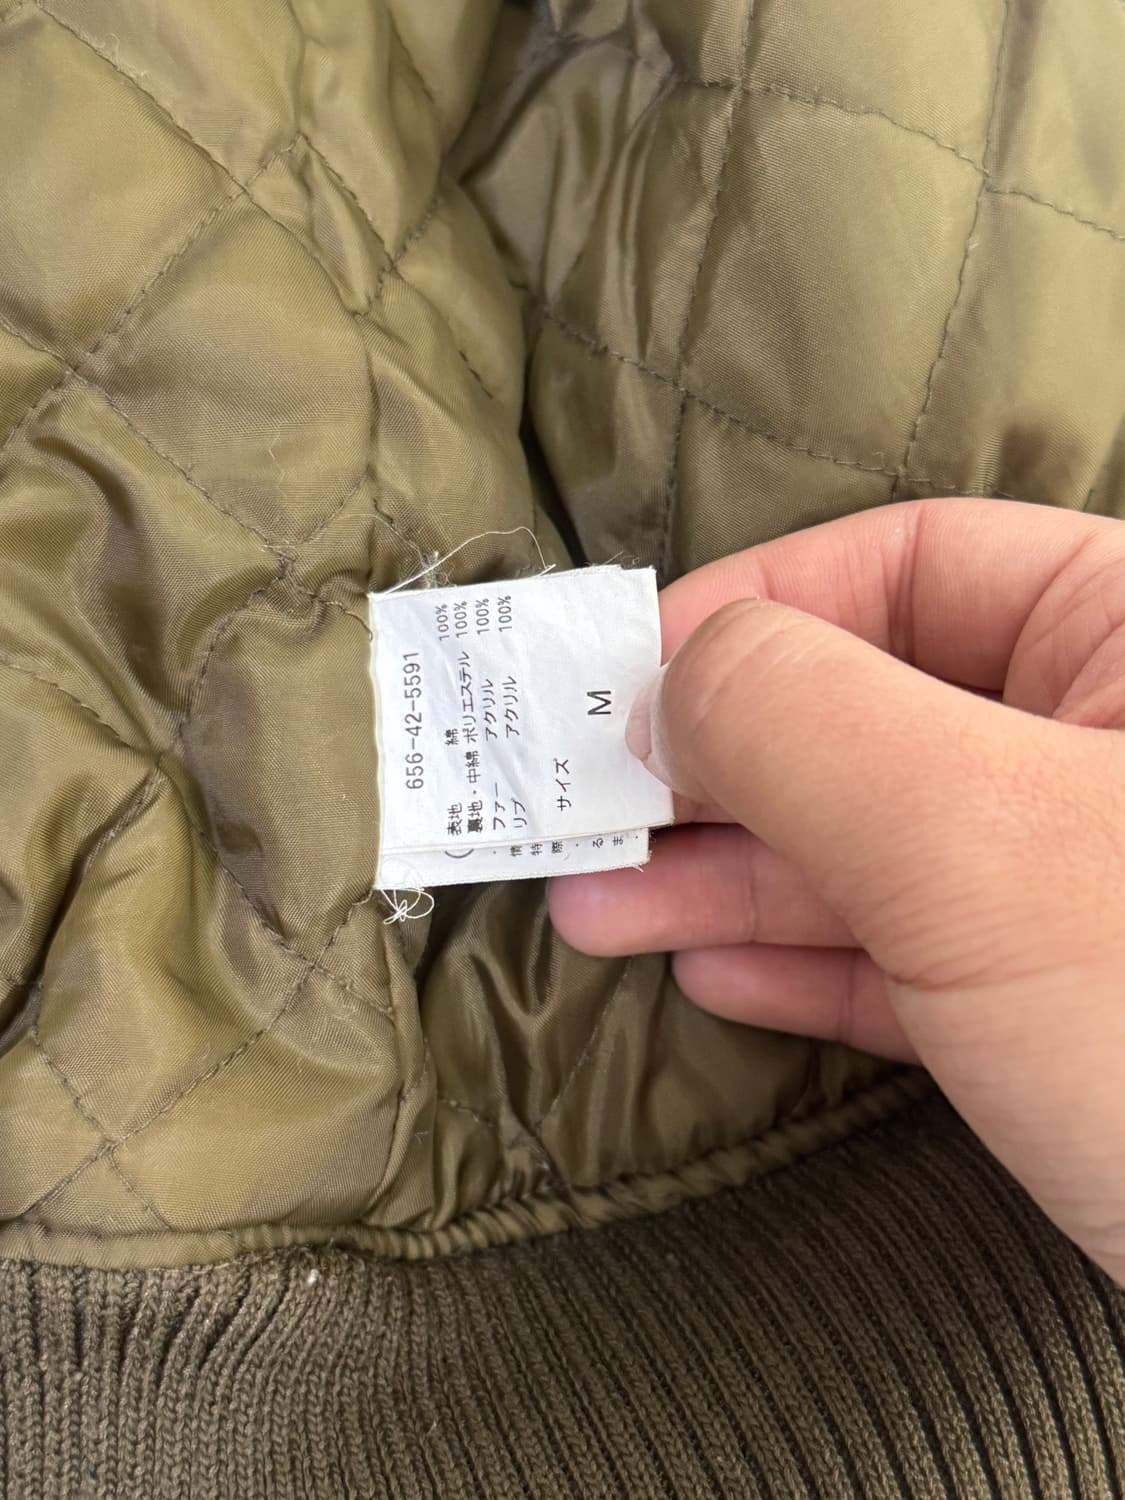 656-42-5591
表地 綿 100%
裏地・中綿 ポリエステル 100%
ファー アクリル 100%
リブ アクリル 100%
サイズ M